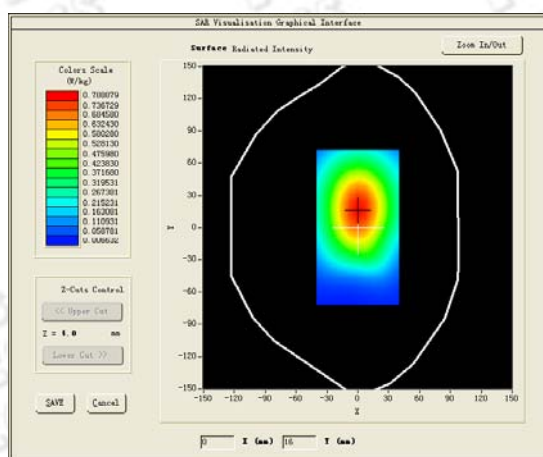 SAR Visualisation Graphical Interface
Surface Radiated Intensity
Zoom In/Out
Colors Scale
(W/kg)
0.788879
0.736729
0.684580
0.632430
0.580280
0.528130
0.475980
0.423830
0.371680
0.319531
0.267381
0.215231
0.163081
0.110931
0.058781
0.006632
Z-Cuts Control
<< Upper Cut
Z = 4.0 mm
Lower Cut >>
SAVE
Cancel
150
120
90
60
30
0
-30
-60
-90
-120
-150
Y
-150 -120 -90 -60 -30 0 30 60 90 120 150
X
0 X (mm) 16 Y (mm)